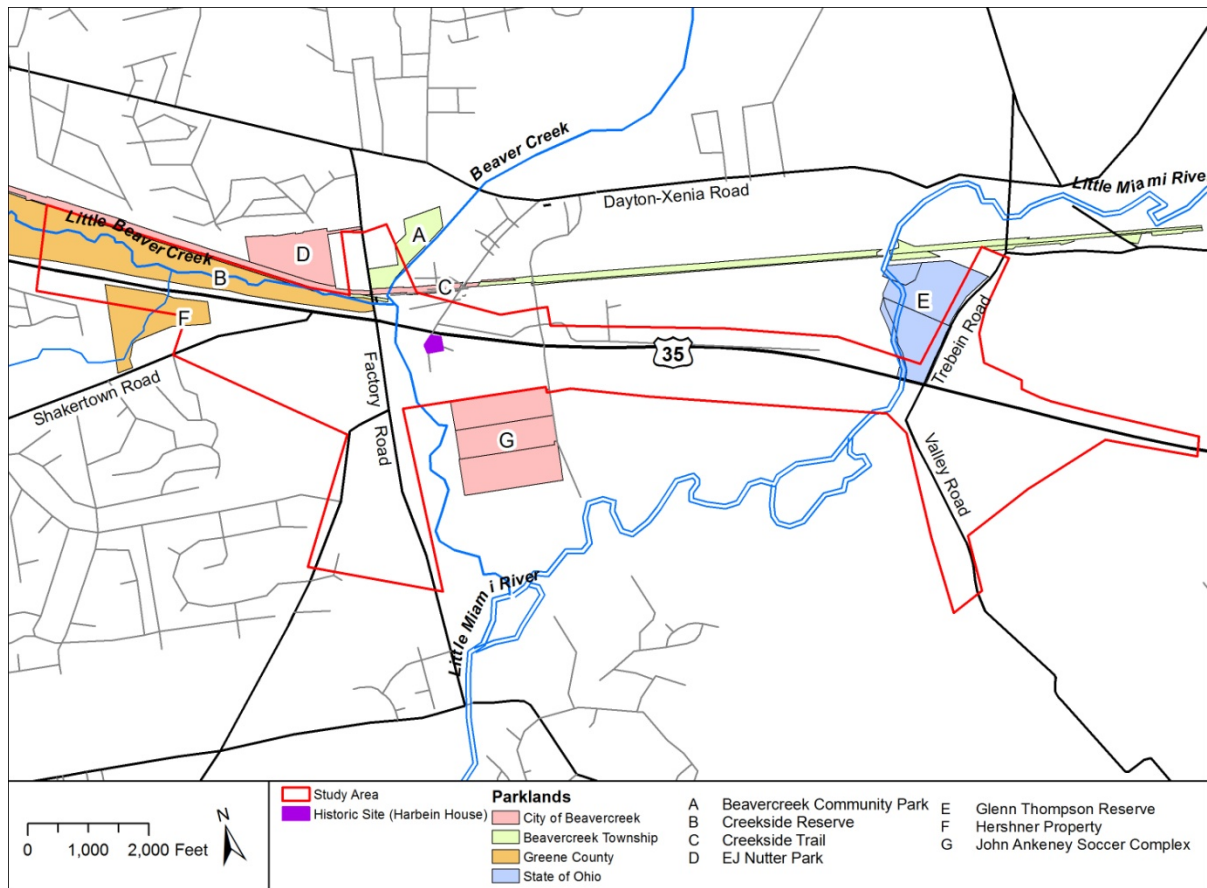 Beaver Creek
Little Miami River
Dayton-Xenia Road
Little Beaver Creek
A
D
B
C
E
F
35
Trebein Road
Factory
Road
Shakertown Road
G
Valley Road
Little Miami River
0 1,000 2,000 Feet
N
Study Area
Historic Site (Harbein House)
Parklands
City of Beavercreek
Beavercreek Township
Greene County
State of Ohio
A Beavercreek Community Park
B Creekside Reserve
C Creekside Trail
D EJ Nutter Park
E Glenn Thompson Reserve
F Hershner Property
G John Ankeney Soccer Complex